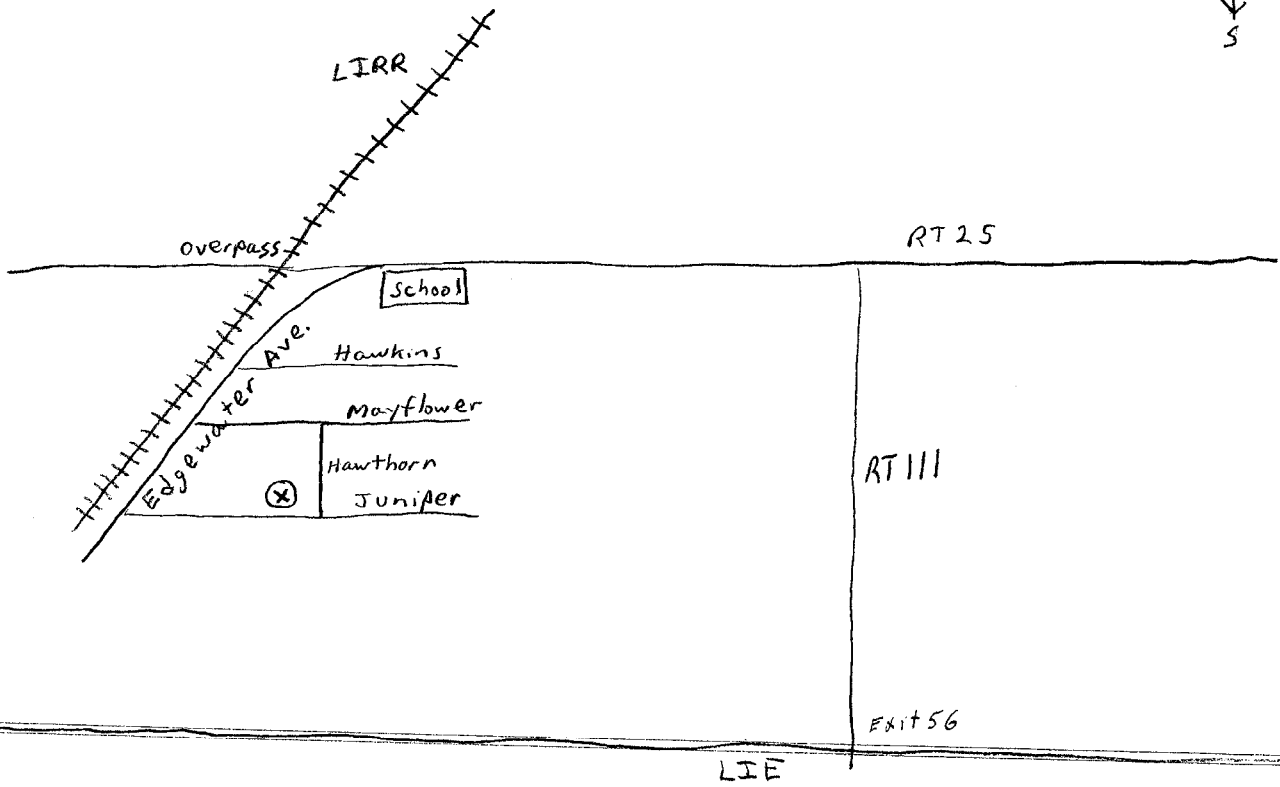 S
LIRR
overpass
RT 25
School
Edgewater Ave.
Hawkins
Mayflower
Hawthorn
X
Juniper
RT 111
Exit 56
LIE